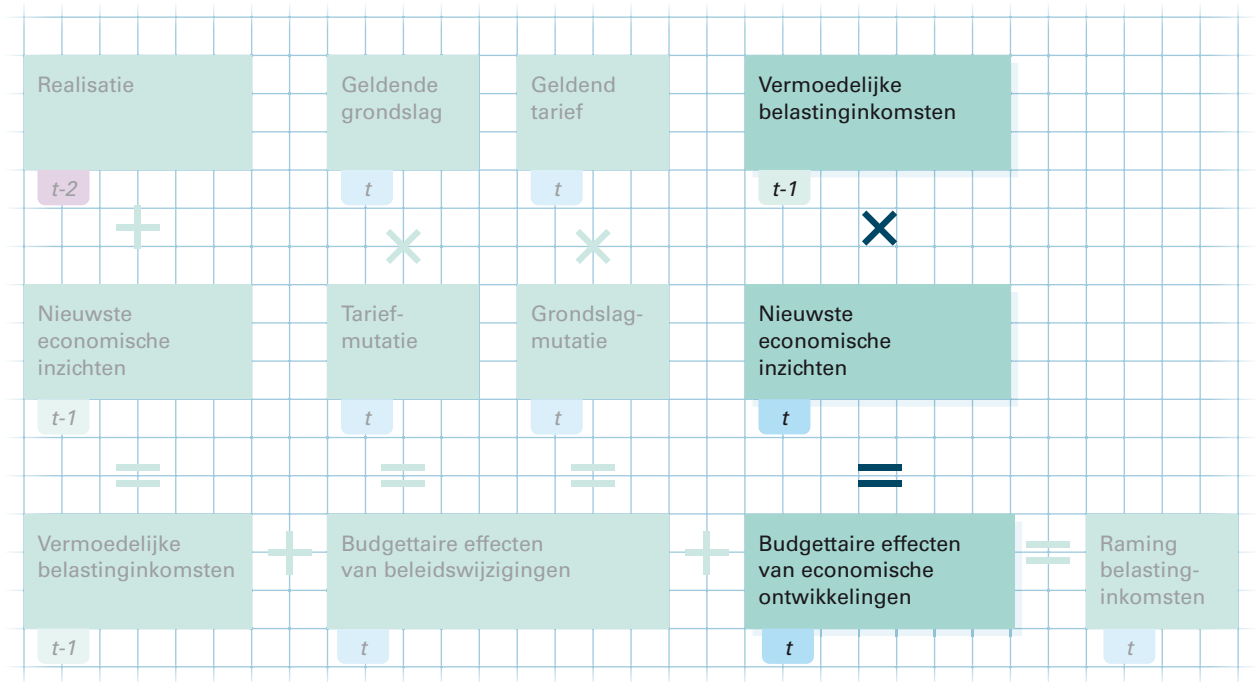 Realisatie
t-2
+
Nieuwste
economische
inzichten
t-1
=
Vermoedelijke
belastinginkomsten
t-1
+
Geldende
grondslag
t
×
Tarief-
mutatie
t
=
Geldend
tarief
t
×
Grondslag-
mutatie
t
=
Budgettaire effecten
van beleidswijzigingen
t
+
Vermoedelijke
belastinginkomsten
t-1
×
Nieuwste
economische
inzichten
t
=
Budgettaire effecten
van economische
ontwikkelingen
t
=
Raming
belasting-
inkomsten
t